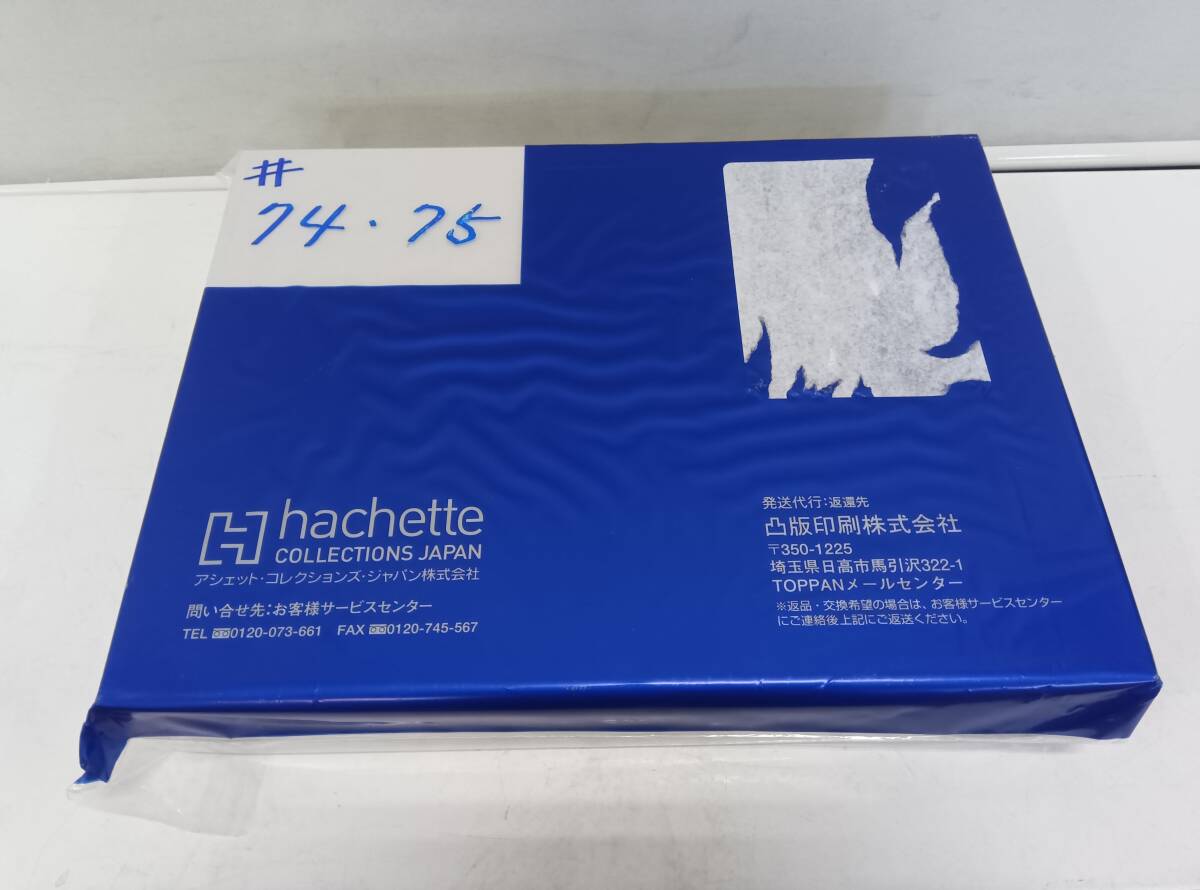 #
74・75
hachette
COLLECTIONS JAPAN
アシェット・コレクションズ・ジャパン株式会社
問い合せ先:お客様サービスセンター
TEL 0120-073-661 FAX 0120-745-567
発送代行:返還先
凸版印刷株式会社
〒350-1225
埼玉県日高市馬引沢322-1
TOPPANメールセンター
※返品・交換希望の場合は、お客様サービスセンター
にご連絡後上記にご返送ください。